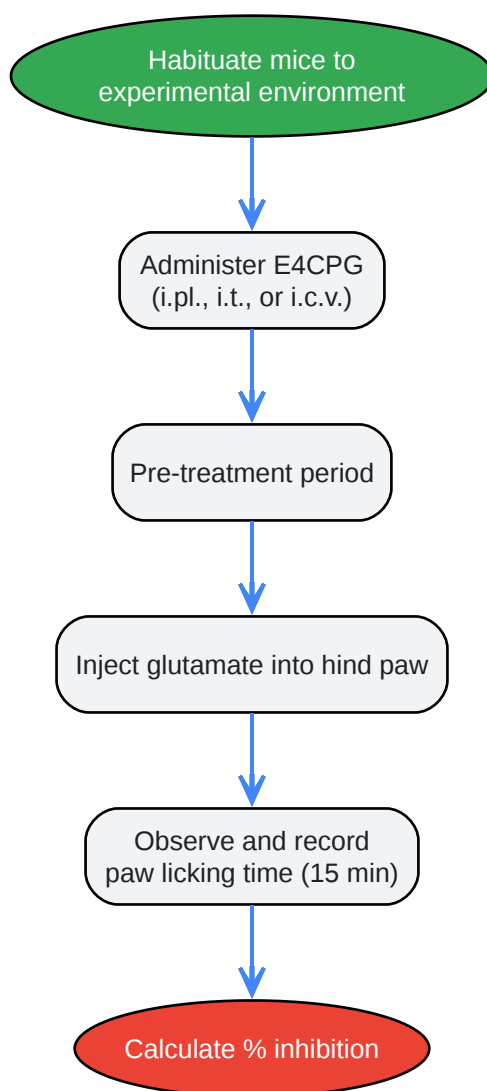 Habituate mice to
experimental environment
Administer E4CPG
(i.pl., i.t., or i.c.v.)
Pre-treatment period
Inject glutamate into hind paw
Observe and record
paw licking time (15 min)
Calculate % inhibition